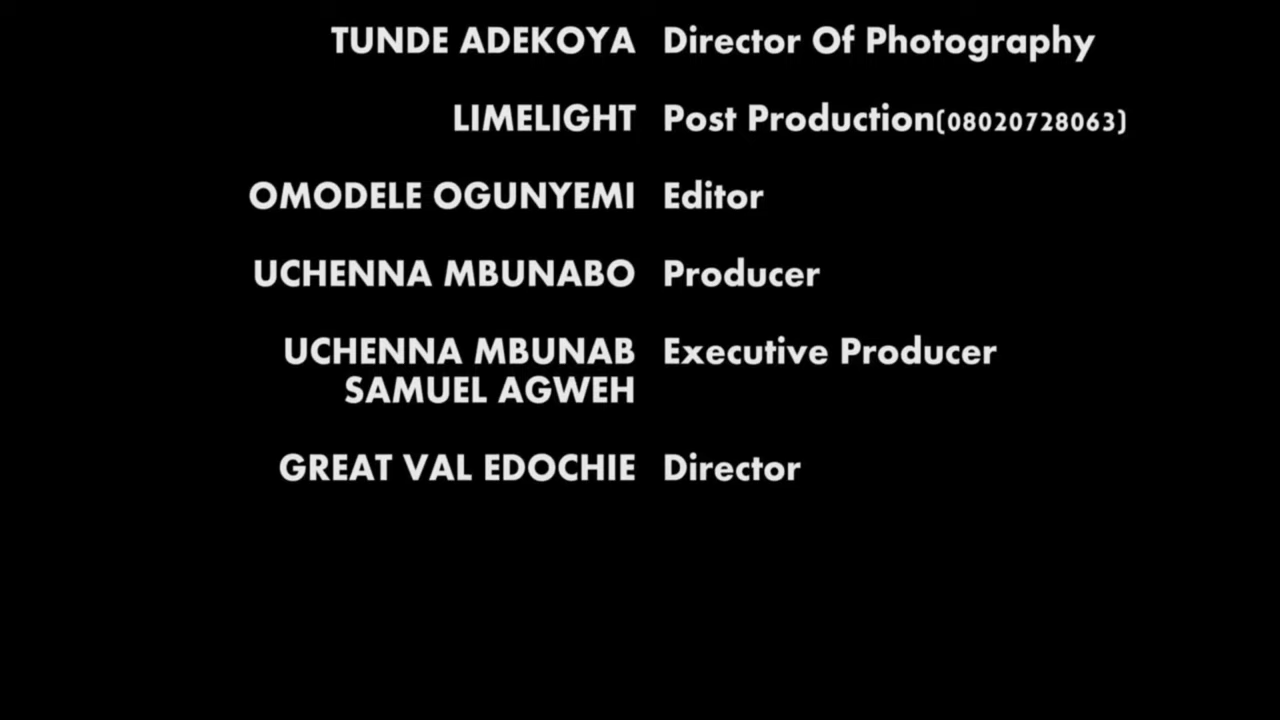 TUNDE ADEKOYA Director Of Photography
LIMELIGHT Post Production(08020728063)
OMODELE OGUNYEMI Editor
UCHENNA MBUNABO Producer
UCHENNA MBUNAB Executive Producer
SAMUEL AGWEH
GREAT VAL EDOCHIE Director